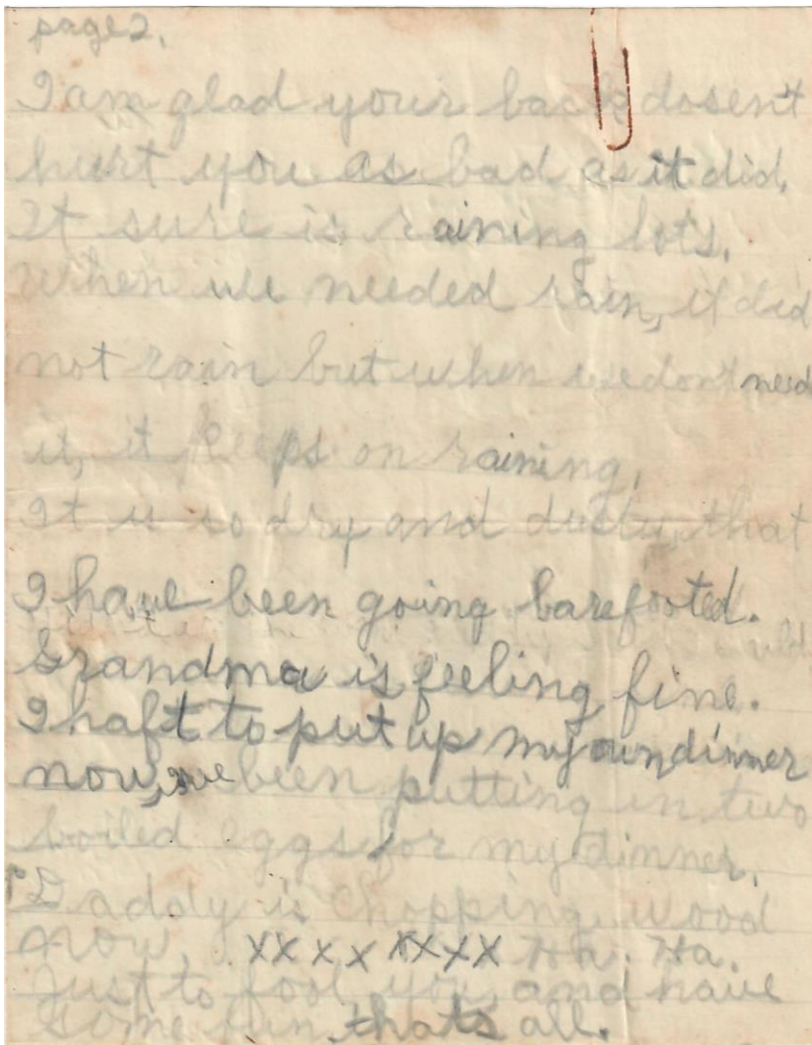 page 2.
I am glad your back dosent
hurt you as bad as it did.
It sure is raining lots.
When we needed rain, it did
not rain but when we dont need
it, it keeps on raining.
It is so dry and dusty, that
I have been going barefooted.
Grandma is feeling fine.
I haft to put up my own dinner
now, ive been putting in two
boiled eggs for my dinner.
Daddy is chopping wood
now. xxxx xxxx Ha. Ha.
Just to fool you, and have
some fun thats all.